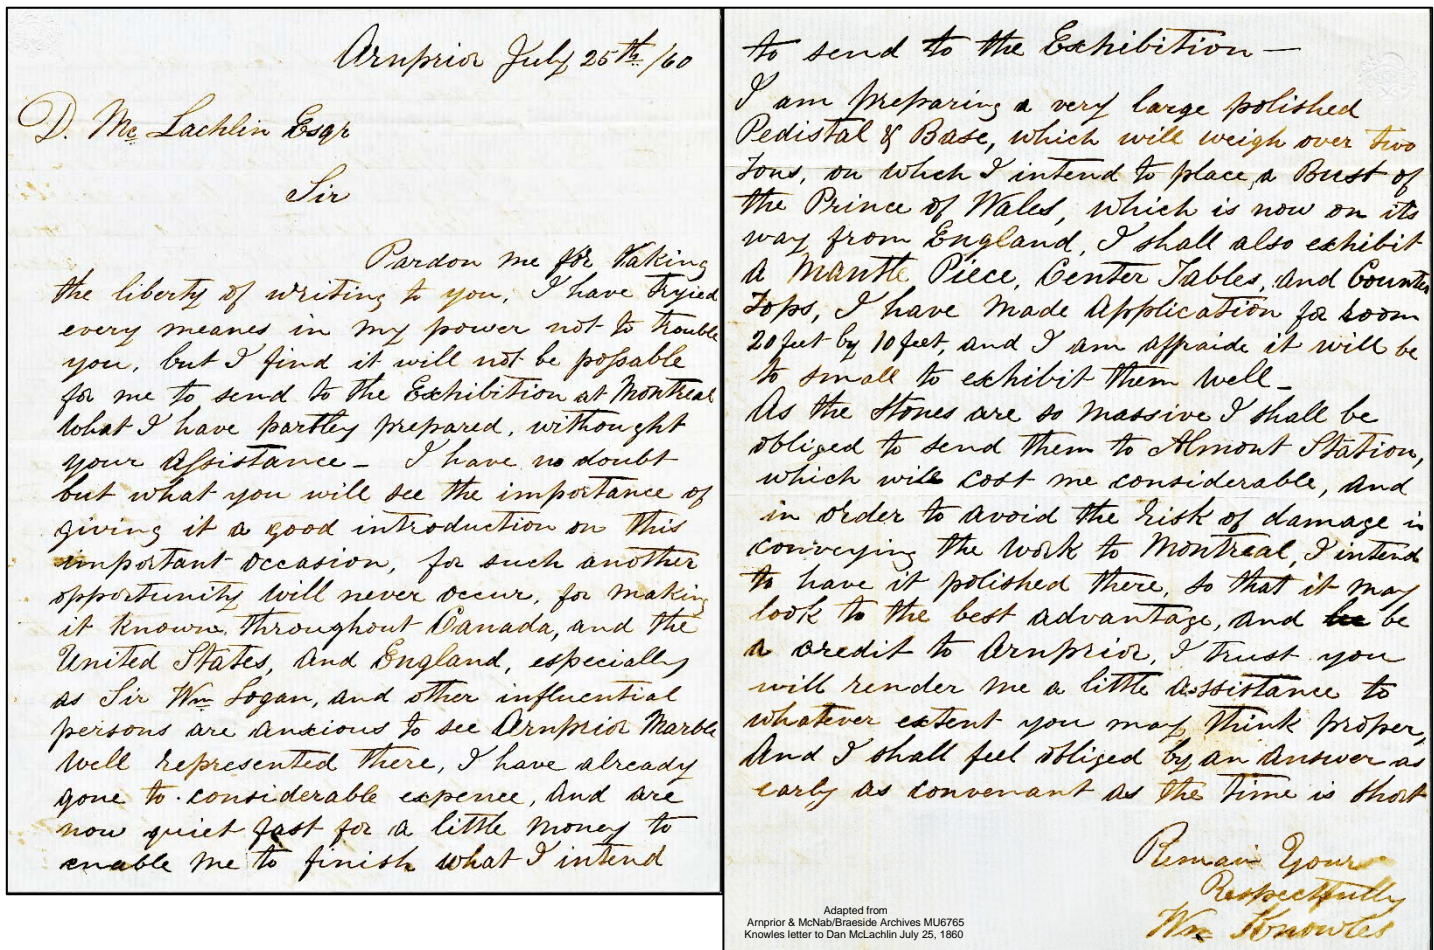 Arnprior July 25th/60
D. Mc Lachlin Esqr
Sir
Pardon me for taking
the liberty of writing to you, I have tryied
every meanes in my power not to trouble
you, but I find it will not be possable
for me to send to the Exhibition at Montreal
what I have partley prepared, withought
your assistance - I have no doubt
but what you will see the importance of
giving it a good introduction on this
important occasion, for such another
opportunity will never occur, for making
it known throughout Canada, and the
United States, and England, especially
as Sir Wm Logan, and other influential
persons are anxious to see Arnprior Marble
well represented there, I have already
gone to considerable expence, and are
now quiet fast for a little money to
enable me to finish what I intend
to send to the Exhibition —
I am preparing a very large polished
Pedistal & Base, which will weigh over two
Tons, on which I intend to place a Bust of
the Prince of Wales, which is now on its
way from England, I shall also exhibit
a Mantle Piece, Center Tables, and Counter
Tops, I have made application for room
20 feet by 10 feet, and I am affraide it will be
to small to exhibit them well -
As the stones are so massive I shall be
obliged to send them to Almont Station,
which will cost me considerable, and
in order to avoid the risk of damage in
conveying the work to Montreal, I intend
to have it polished there, so that it may
look to the best advantage, and be
a credit to Arnprior, I trust you
will render me a little assistance to
whatever extent you may think proper,
And I shall feel obliged by an answer as
early as convenant as the time is short
Remain Yours
Respectfully
Wm Knowles
Adapted from
Arnprior & McNab/Braeside Archives MU6765
Knowles letter to Dan McLachlin July 25, 1860